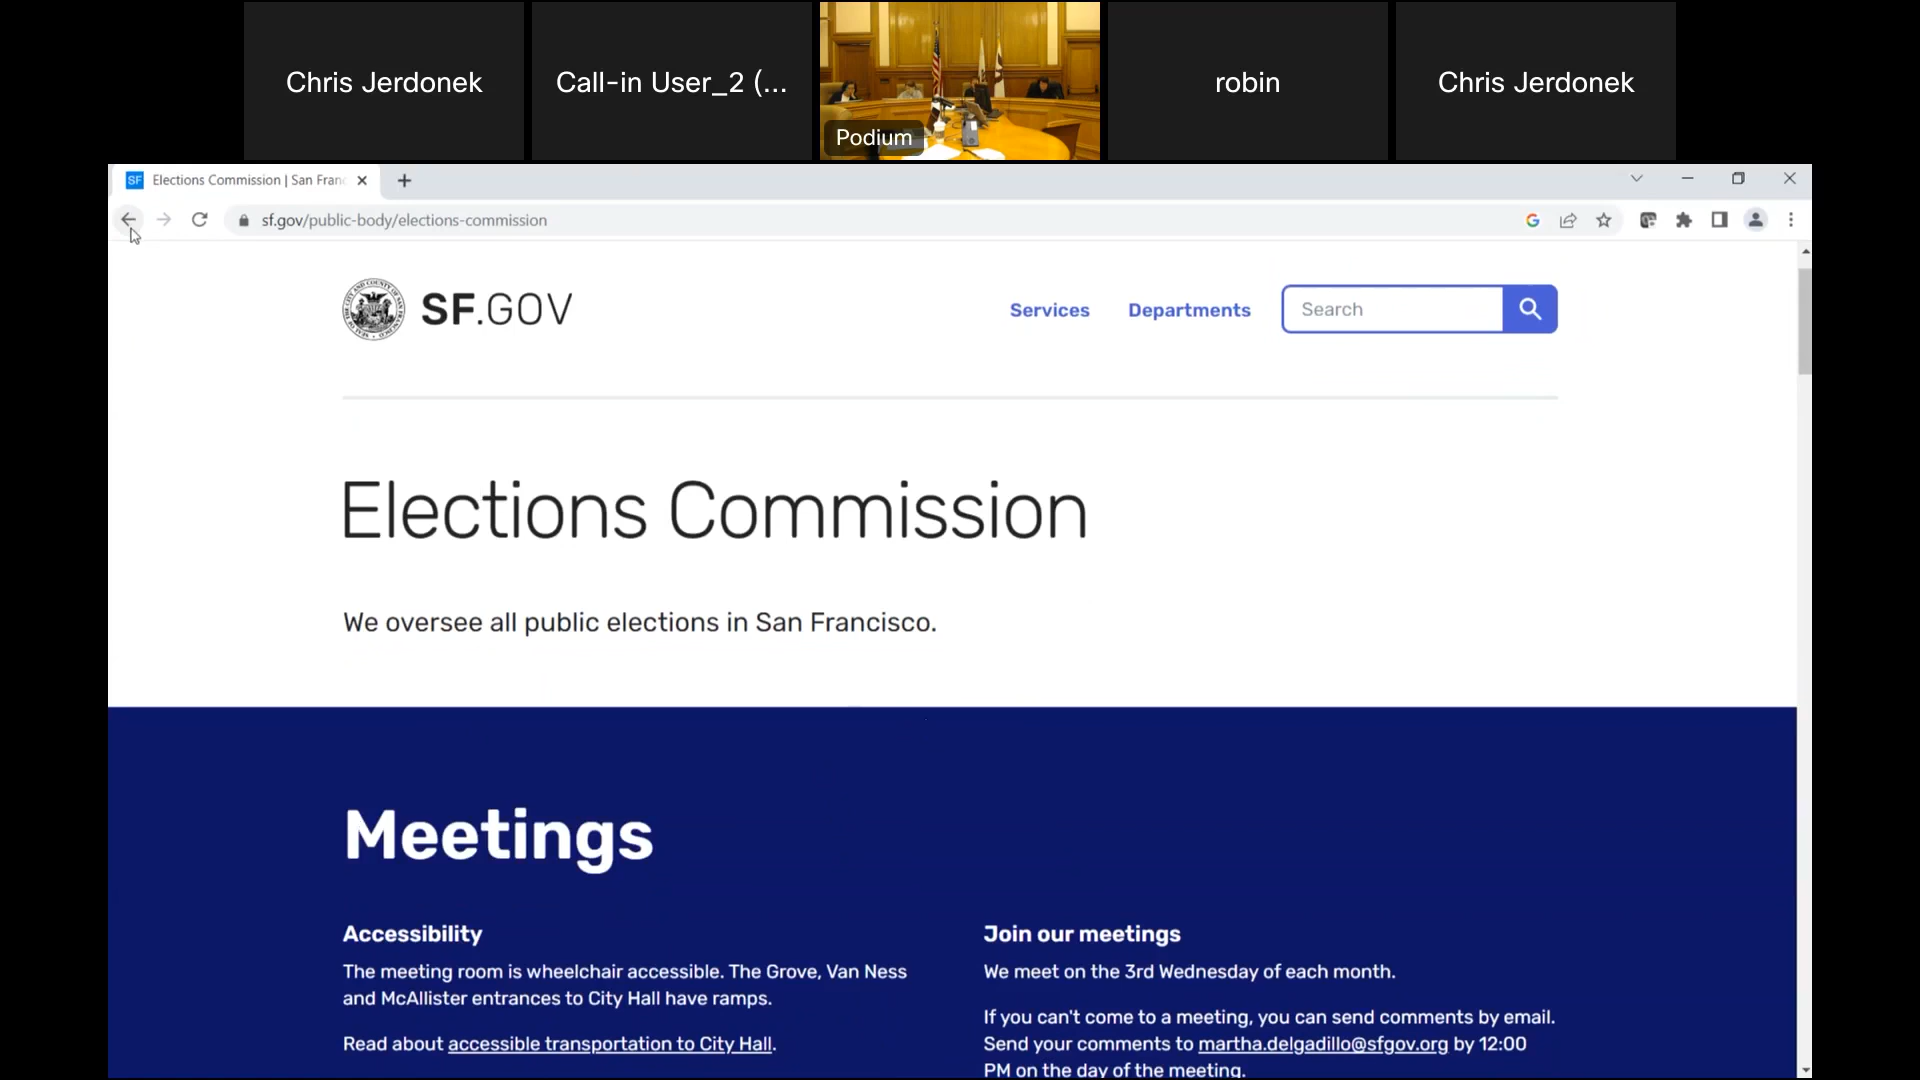 Chris Jerdonek
Call-in User_2 (...
Podium
robin
Chris Jerdonek
SF Elections Commission | San Fran
sf.gov/public-body/elections-commission
SF.GOV
Services
Departments
Search
Elections Commission
We oversee all public elections in San Francisco.
Meetings
Accessibility
The meeting room is wheelchair accessible. The Grove, Van Ness
and McAllister entrances to City Hall have ramps.
Read about accessible transportation to City Hall.
Join our meetings
We meet on the 3rd Wednesday of each month.
If you can't come to a meeting, you can send comments by email.
Send your comments to martha.delgadillo@sfgov.org by 12:00
PM on the day of the meeting.